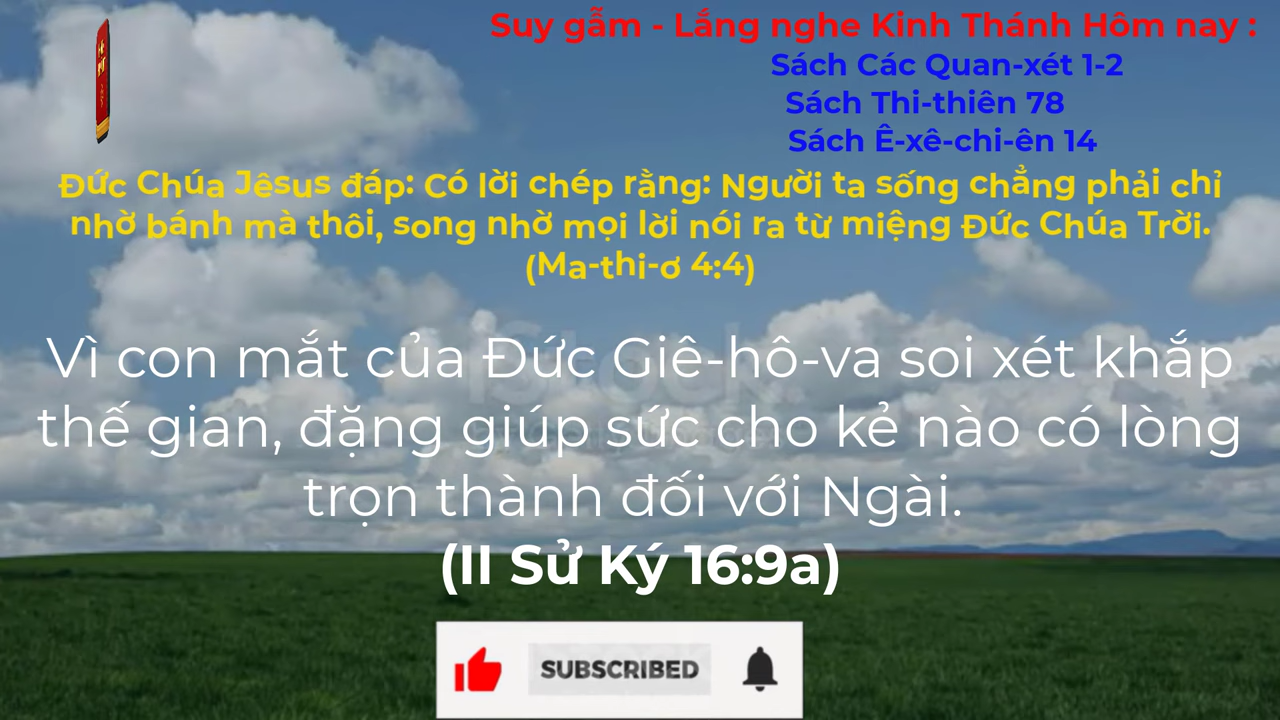 Suy gẫm - Lắng nghe Kinh Thánh Hôm nay :
Sách Các Quan-xét 1-2
Sách Thi-thiên 78
Sách Ê-xê-chi-ên 14
Đức Chúa Jêsus đáp: Có lời chép rằng: Người ta sống chẳng phải chỉ
nhờ bánh mà thôi, song nhờ mọi lời nói ra từ miệng Đức Chúa Trời.
(Ma-thi-ơ 4:4)
Vì con mắt của Đức Giê-hô-va soi xét khắp
thế gian, đặng giúp sức cho kẻ nào có lòng
trọn thành đối với Ngài.
(II Sử Ký 16:9a)
SUBSCRIBED